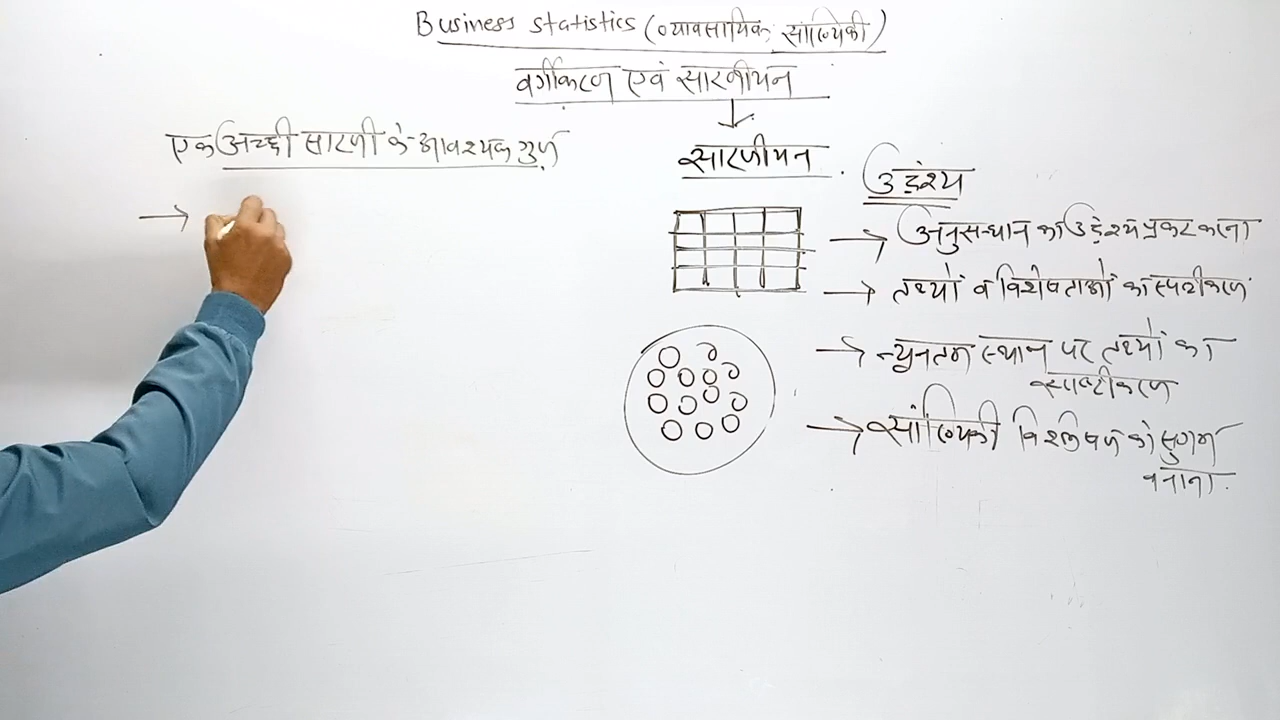 Business statistics (व्यावसायिक सांख्यिकी)
वर्गीकरण एवं सारणीयन
एक अच्छी सारणी के आवश्यक गुण
सारणीयन
उद्देश्य
→ अनुसन्धान का उद्देश्य प्रकट करना
→ तथ्यों व विशेषताओं का स्पष्टीकरण
→ न्यूनतम स्थान पर तथ्यों का
स्पष्टीकरण
→ सांख्यिकी विश्लेषण को सुगम
बनाना.